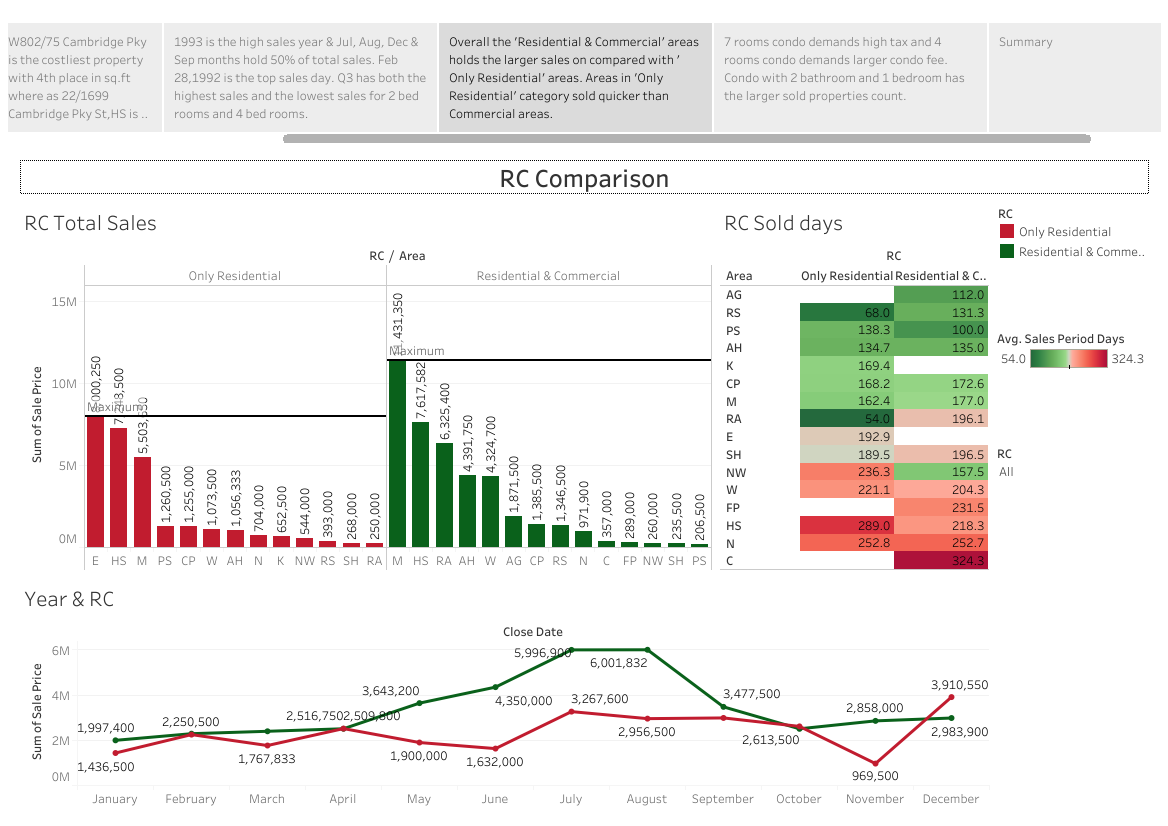 W802/75 Cambridge Pky
is the costliest property
with 4th place in sq.ft
where as 22/1699
Cambridge Pky St,HS is ..
1993 is the high sales year & Jul, Aug, Dec &
Sep months hold 50% of total sales. Feb
28,1992 is the top sales day. Q3 has both the
highest sales and the lowest sales for 2 bed
rooms and 4 bed rooms.
Overall the 'Residential & Commercial' areas
holds the larger sales on compared with '
Only Residential' areas. Areas in 'Only
Residential' category sold quicker than
Commercial areas.
7 rooms condo demands high tax and 4
rooms condo demands larger condo fee.
Condo with 2 bathroom and 1 bedroom has
the larger sold properties count.
Summary
RC Comparison
RC Total Sales
RC / Area
Only Residential
Residential & Commercial
Sum of Sale Price
15M
10M
5M
0M
Maximum
5,503,
1,260,500
1,255,000
1,073,500
1,056,333
704,000
652,500
544,000
393,000
268,000
250,000
Maximum
431,350
7,617,582
6,325,400
4,391,750
4,324,700
1,871,500
1,385,500
1,346,500
971,900
357,000
289,000
260,000
235,500
206,500
E HS M PS CP W AH N K NW RS SH RA
M HS RA AH W AG CP RS N C FP NW SH PS
RC Sold days
RC
Area Only Residential Residential & C..
AG 112.0
RS 68.0 131.3
PS 138.3 100.0
AH 134.7 135.0
K 169.4
CP 168.2 172.6
M 162.4 177.0
RA 54.0 196.1
E 192.9
SH 189.5 196.5
NW 236.3 157.5
W 221.1 204.3
FP 231.5
HS 289.0 218.3
N 252.8 252.7
C 324.3
RC
Only Residential
Residential & Comme..
Avg. Sales Period Days
54.0 324.3
RC
All
Year & RC
Close Date
Sum of Sale Price
6M
4M
2M
0M
1,997,400
1,436,500
2,250,500
1,767,833
2,516,750
2,509,800
3,643,200
1,900,000
4,350,000
1,632,000
5,996,900
3,267,600
6,001,832
2,956,500
3,477,500
2,613,500
2,858,000
969,500
3,910,550
2,983,900
January February March April May June July August September October November December